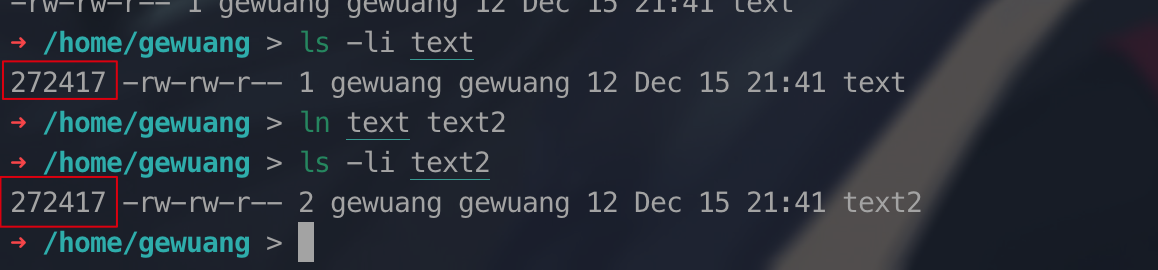 -rw-rw-r-- 1 gewuang gewuang 12 Dec 15 21:41 text
➜ /home/gewuang > ls -li text
272417 -rw-rw-r-- 1 gewuang gewuang 12 Dec 15 21:41 text
➜ /home/gewuang > ln text text2
➜ /home/gewuang > ls -li text2
272417 -rw-rw-r-- 2 gewuang gewuang 12 Dec 15 21:41 text2
➜ /home/gewuang >